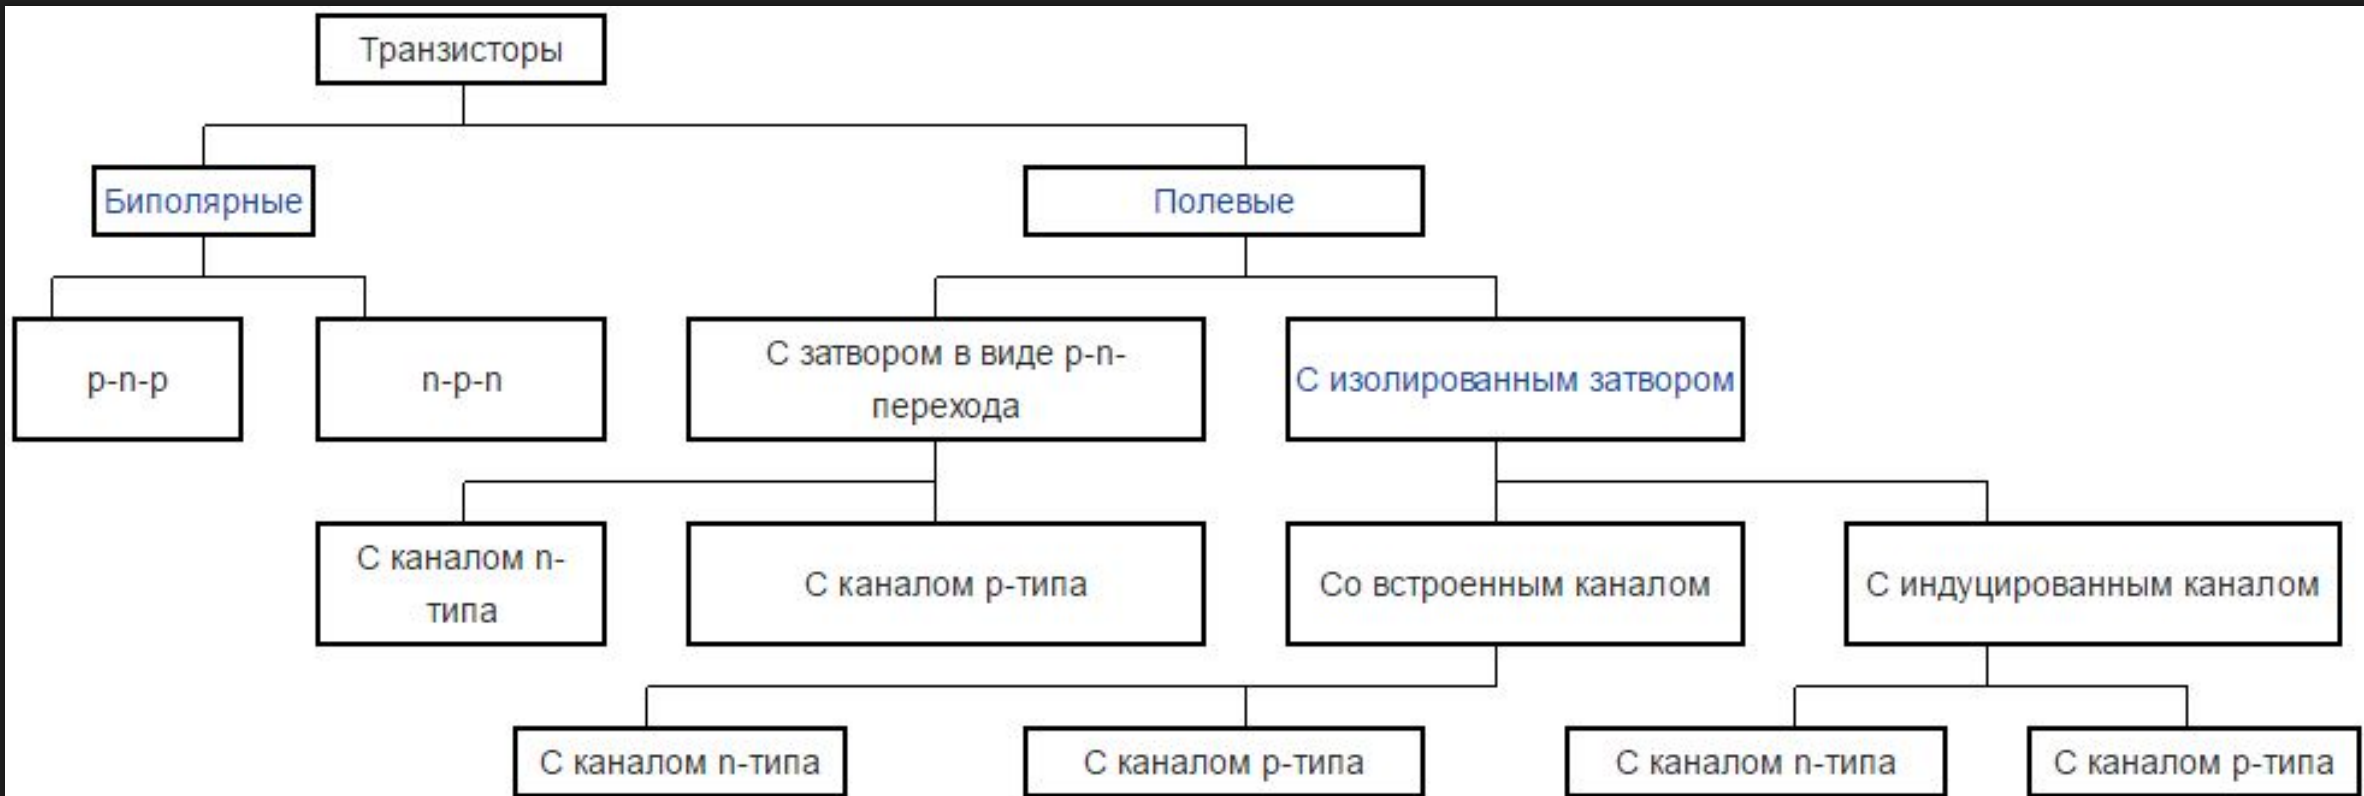 Транзисторы
Биполярные
Полевые
p-n-p
n-p-n
С затвором в виде p-n-
перехода
С изолированным затвором
С каналом n-
типа
С каналом p-типа
Со встроенным каналом
С индуцированным каналом
С каналом n-типа
С каналом p-типа
С каналом n-типа
С каналом p-типа